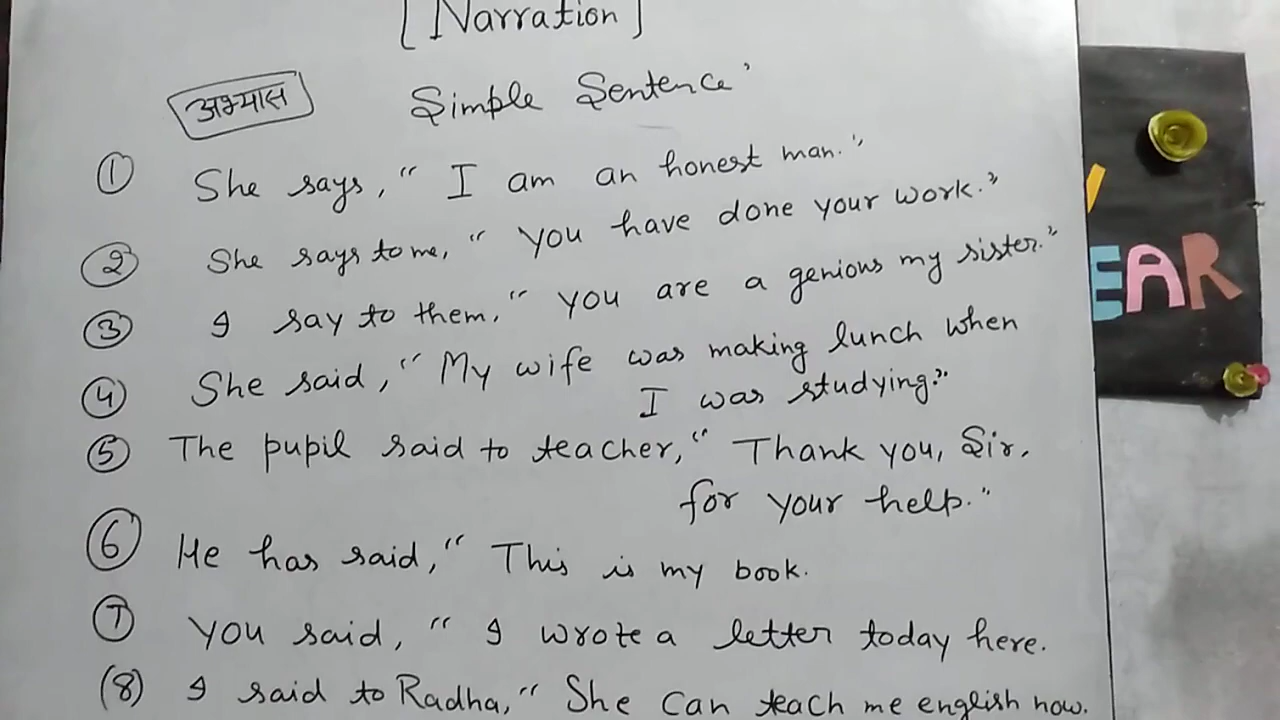 [Narration]
अभ्यास Simple Sentence'
① She says, "I am an honest man."
② She says to me, "You have done your work."
③ I say to them, "You are a genious my sister."
④ She said, "My wife was making lunch when
I was studying."
⑤ The pupil said to teacher, "Thank you, Sir,
for your help."
⑥ He has said, "This is my book.
⑦ You said, "I wrote a letter today here.
(8) I said to Radha, "She can teach me english now.
EAR